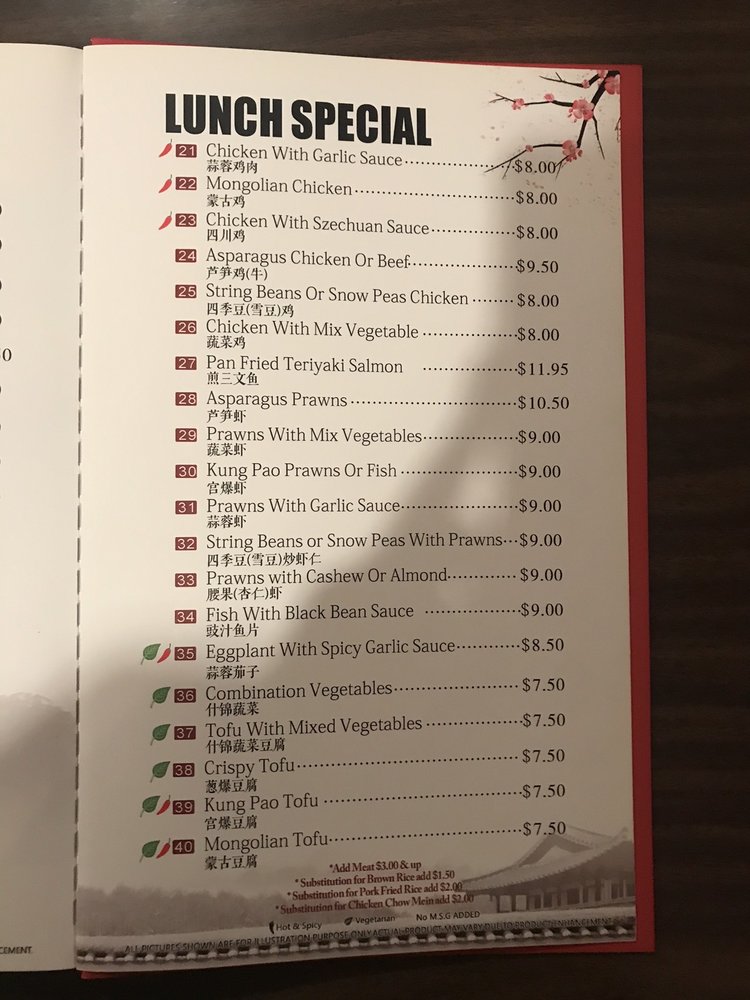 LUNCH SPECIAL
21 Chicken With Garlic Sauce $8.00
蒜蓉鸡肉
22 Mongolian Chicken $8.00
蒙古鸡
23 Chicken With Szechuan Sauce $8.00
四川鸡
24 Asparagus Chicken Or Beef $9.50
芦笋鸡(牛)
25 String Beans Or Snow Peas Chicken $8.00
四季豆(雪豆)鸡
26 Chicken With Mix Vegetable $8.00
蔬菜鸡
27 Pan Fried Teriyaki Salmon $11.95
煎三文鱼
28 Asparagus Prawns $10.50
芦笋虾
29 Prawns With Mix Vegetables $9.00
蔬菜虾
30 Kung Pao Prawns Or Fish $9.00
官爆虾
31 Prawns With Garlic Sauce $9.00
蒜蓉虾
32 String Beans or Snow Peas With Prawns $9.00
四季豆(雪豆)炒虾仁
33 Prawns with Cashew Or Almond $9.00
腰果(杏仁)虾
34 Fish With Black Bean Sauce $9.00
豉汁鱼片
35 Eggplant With Spicy Garlic Sauce $8.50
蒜蓉茄子
36 Combination Vegetables $7.50
什锦蔬菜
37 Tofu With Mixed Vegetables $7.50
什锦蔬菜豆腐
38 Crispy Tofu $7.50
葱爆豆腐
39 Kung Pao Tofu $7.50
官爆豆腐
40 Mongolian Tofu $7.50
蒙古豆腐
*Add Meat $3.00 & up
* Substitution for Brown Rice add $1.50
* Substitution for Pork Fried Rice add $2.00
* Substitution for Chicken Chow Mein add $2.00
Hot & Spicy Vegetarian No M.S.G ADDED
ALL PICTURES SHOWN ARE FOR ILLUSTRATION PURPOSE ONLY. ACTUAL PRODUCT MAY VARY DUE TO PRODUCT ENHANCEMENT
CEMENT.